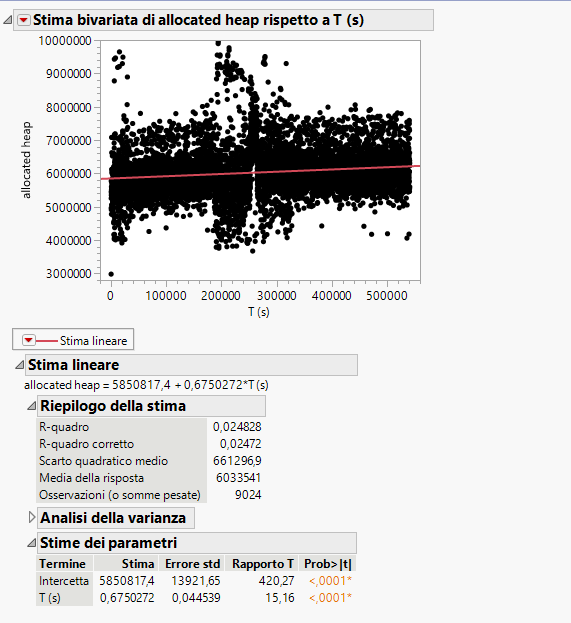 Stima bivariata di allocated heap rispetto a T (s)
10000000
9000000
8000000
7000000
6000000
5000000
4000000
3000000
allocated heap
0 100000 200000 300000 400000 500000
T (s)
Stima lineare
Stima lineare
allocated heap = 5850817,4 + 0,6750272*T (s)
Riepilogo della stima
R-quadro 0,024828
R-quadro corretto 0,02472
Scarto quadratico medio 661296,9
Media della risposta 6033541
Osservazioni (o somme pesate) 9024
Analisi della varianza
Stime dei parametri
Termine Stima Errore std Rapporto T Prob>|t|
Intercetta 5850817,4 13921,65 420,27 <,0001*
T (s) 0,6750272 0,044539 15,16 <,0001*